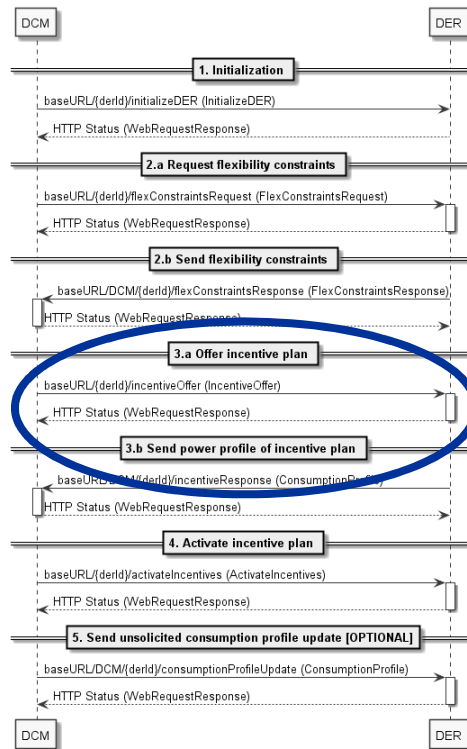 DCM DER
1. Initialization
baseURL/{derId}/initializeDER (InitializeDER)
HTTP Status (WebRequestResponse)
2.a Request flexibility constraints
baseURL/{derId}/flexConstraintsRequest (FlexConstraintsRequest)
HTTP Status (WebRequestResponse)
2.b Send flexibility constraints
baseURL/DCM/{derId}/flexConstraintsResponse (FlexConstraintsResponse)
HTTP Status (WebRequestResponse)
3.a Offer incentive plan
baseURL/{derId}/incentiveOffer (IncentiveOffer)
HTTP Status (WebRequestResponse)
3.b Send power profile of incentive plan
baseURL/DCM/{derId}/incentiveResponse (ConsumptionProfile)
HTTP Status (WebRequestResponse)
4. Activate incentive plan
baseURL/{derId}/activateIncentives (ActivateIncentives)
HTTP Status (WebRequestResponse)
5. Send unsolicited consumption profile update [OPTIONAL]
baseURL/DCM/{derId}/consumptionProfileUpdate (ConsumptionProfile)
HTTP Status (WebRequestResponse)
DCM DER